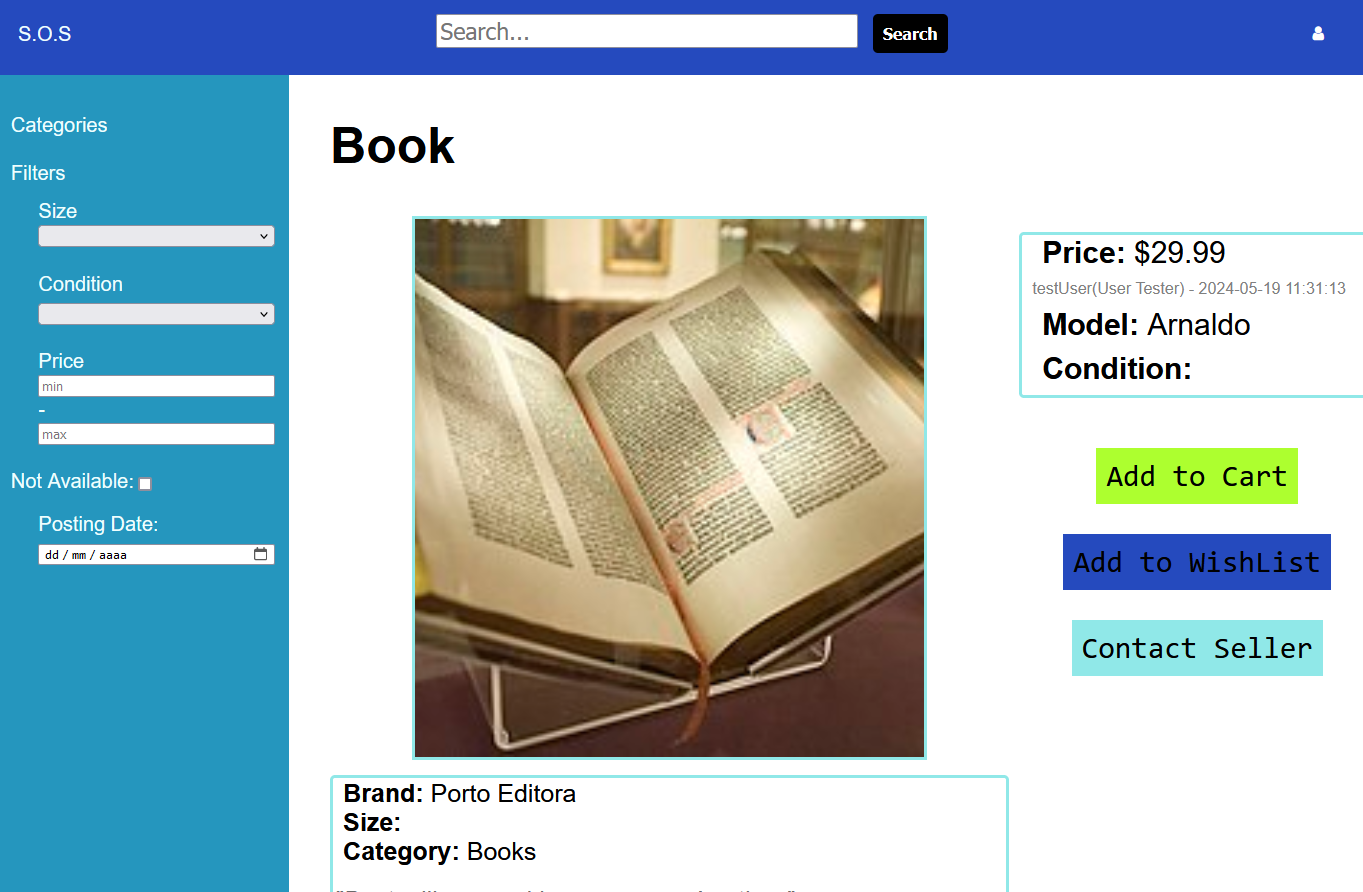 S.O.S
Search...
Search
Categories
Filters
Size
Condition
Price
min
-
max
Not Available:
Posting Date:
dd / mm / aaaa
Book
Price: $29.99
testUser(User Tester) - 2024-05-19 11:31:13
Model: Arnaldo
Condition:
Add to Cart
Add to WishList
Contact Seller
Brand: Porto Editora
Size:
Category: Books